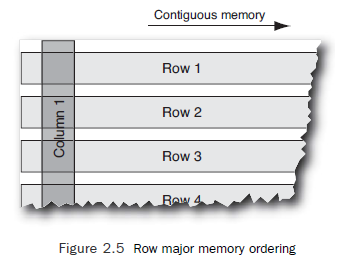 Contiguous memory
Row 1
Row 2
Column 1
Row 3
Row 4
Figure 2.5 Row major memory ordering